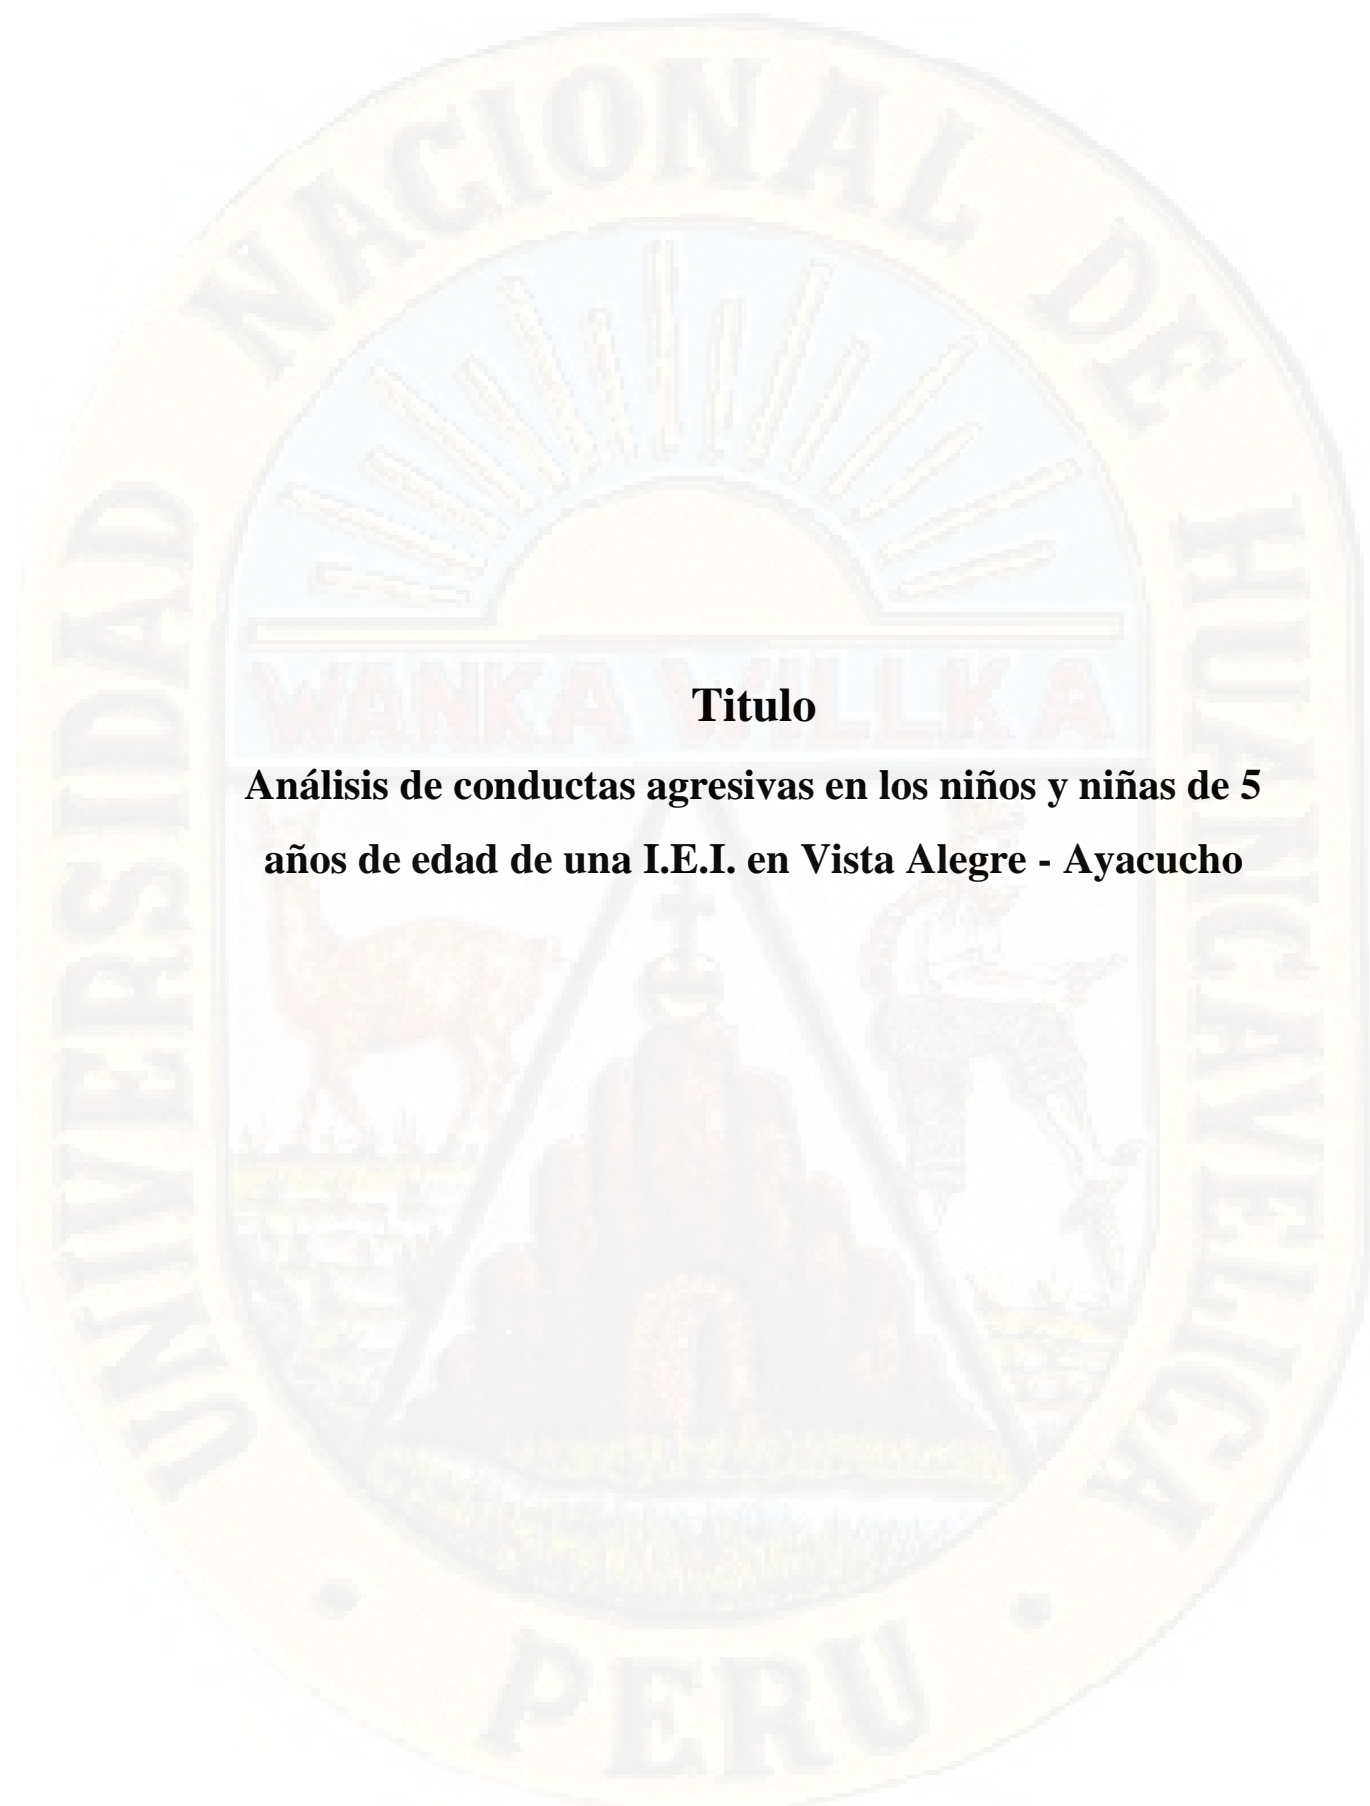 UNIVERSIDAD NACIONAL DE HUANCAVELICA
WANKA WILLKA
Titulo
Análisis de conductas agresivas en los niños y niñas de 5
años de edad de una I.E.I. en Vista Alegre - Ayacucho
PERU